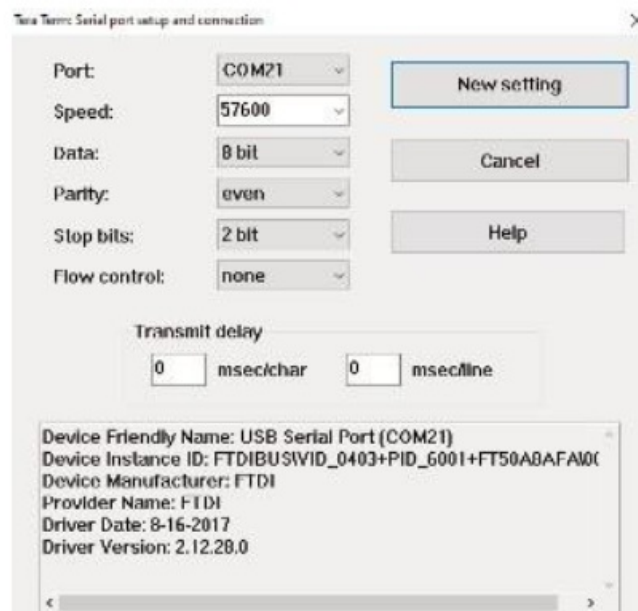 Tera Term: Serial port setup and connection
Port: COM21
New setting
Speed: 57600
Data: 8 bit
Cancel
Parity: even
Stop bits: 2 bit
Help
Flow control: none
Transmit delay
0 msec/char 0 msec/line
Device Friendly Name: USB Serial Port (COM21)
Device Instance ID: FTDIBUS\VID_0403+PID_6001+FT50A8AFA\00
Device Manufacturer: FTDI
Provider Name: FTDI
Driver Date: 8-16-2017
Driver Version: 2.12.28.0